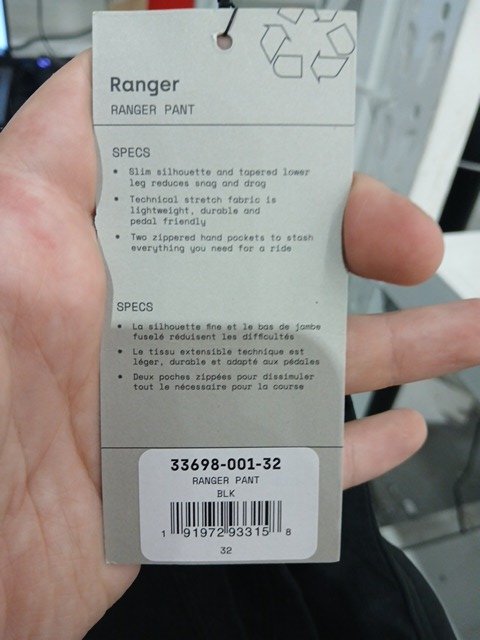 Ranger
RANGER PANT
SPECS
• Slim silhouette and tapered lower
leg reduces snag and drag
• Technical stretch fabric is
lightweight, durable and
pedal friendly
• Two zippered hand pockets to stash
everything you need for a ride
SPECS
• La silhouette fine et le bas de jambe
fuselé réduisent les difficultés
• Le tissu extensible technique est
léger, durable et adapté aux pédales
• Deux poches zippées pour dissimuler
tout le nécessaire pour la course
33698-001-32
RANGER PANT
BLK
1 91972 93315 8
32